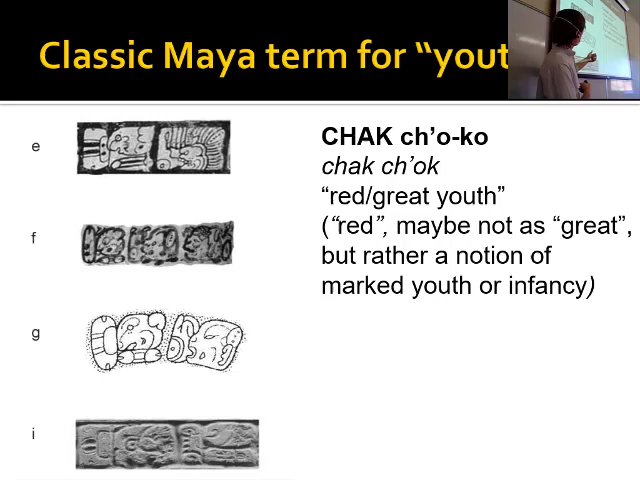 Classic Maya term for “yout
e
CHAK ch’o-ko
chak ch’ok
“red/great youth”
(“red”, maybe not as “great”,
but rather a notion of
marked youth or infancy)
f
g
i